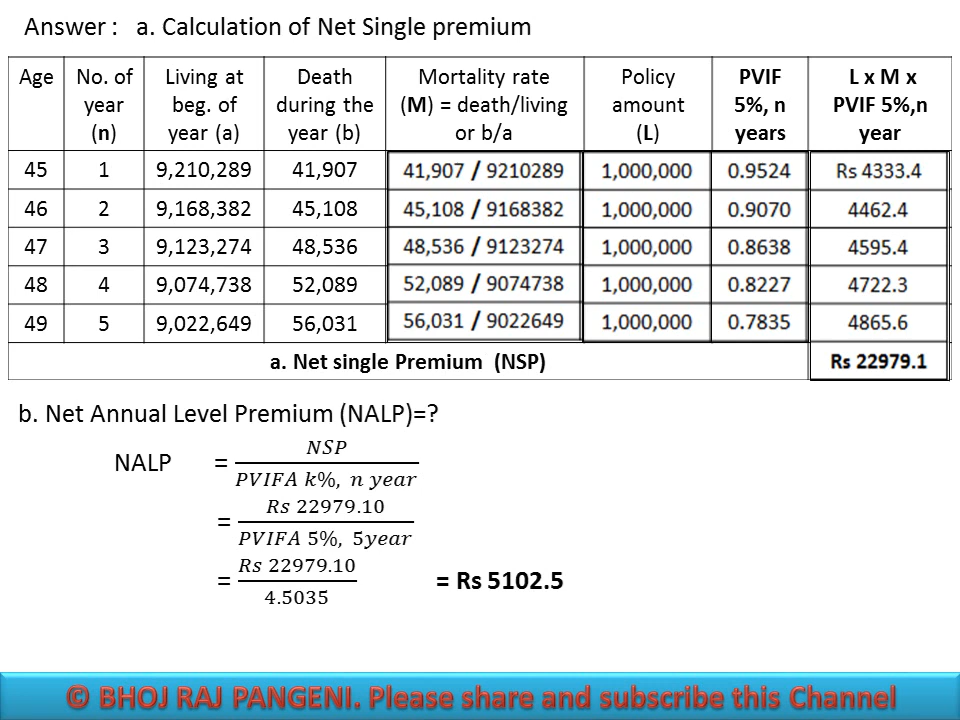 Answer : a. Calculation of Net Single premium
Age No. of year (n) Living at beg. of year (a) Death during the year (b) Mortality rate (M) = death/living or b/a Policy amount (L) PVIF 5%, n years L x M x PVIF 5%,n year
45 1 9,210,289 41,907 41,907 / 9210289 1,000,000 0.9524 Rs 4333.4
46 2 9,168,382 45,108 45,108 / 9168382 1,000,000 0.9070 4462.4
47 3 9,123,274 48,536 48,536 / 9123274 1,000,000 0.8638 4595.4
48 4 9,074,738 52,089 52,089 / 9074738 1,000,000 0.8227 4722.3
49 5 9,022,649 56,031 56,031 / 9022649 1,000,000 0.7835 4865.6
a. Net single Premium (NSP) Rs 22979.1
b. Net Annual Level Premium (NALP)=?
NSP
NALP =
PVIFA k%, n year
Rs 22979.10
=
PVIFA 5%, 5year
Rs 22979.10
= = Rs 5102.5
4.5035
© BHOJ RAJ PANGENI. Please share and subscribe this Channel